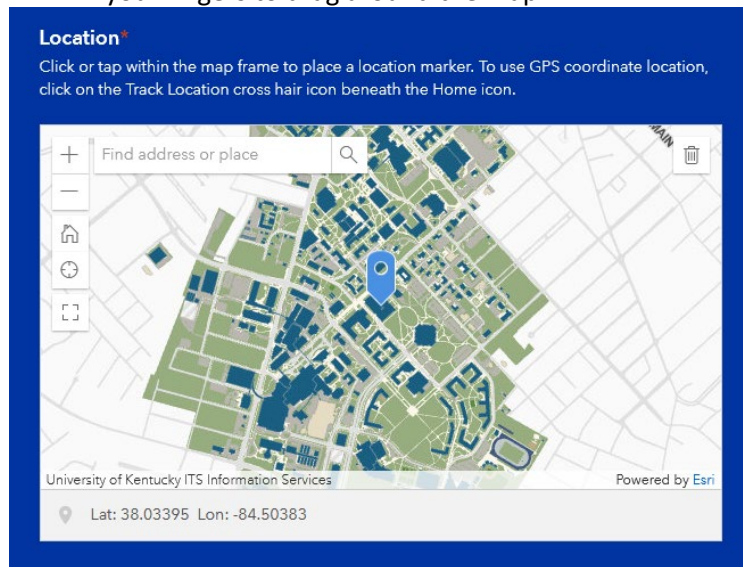 Location*
Click or tap within the map frame to place a location marker. To use GPS coordinate location,
click on the Track Location cross hair icon beneath the Home icon.
Find address or place
MAIN
University of Kentucky ITS Information Services
Powered by Esri
Lat: 38.03395 Lon: -84.50383